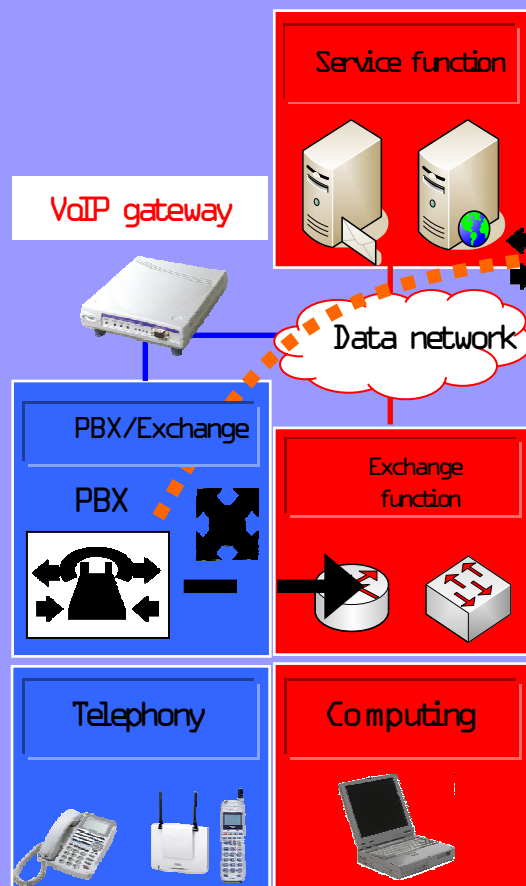 Service function
VoIP gateway
Data network
PBX/Exchange
PBX
Exchange
function
Telephony
Computing